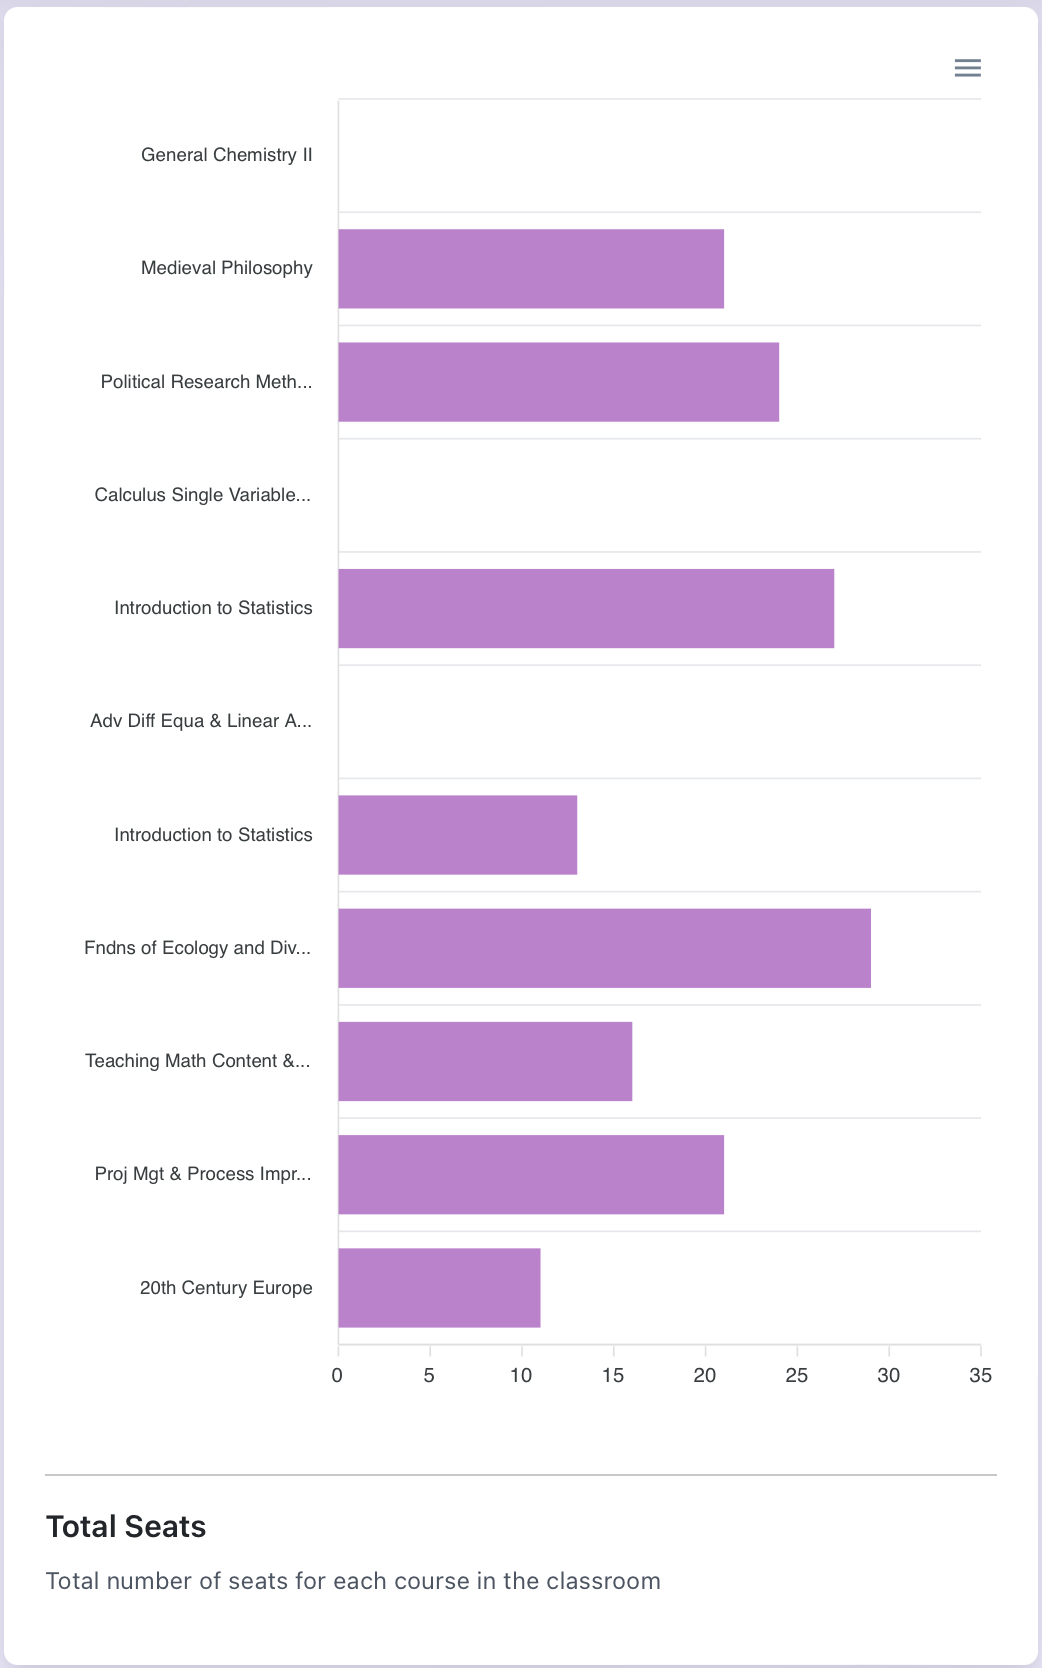 General Chemistry II
Medieval Philosophy
Political Research Meth...
Calculus Single Variable...
Introduction to Statistics
Adv Diff Equa & Linear A...
Introduction to Statistics
Fndns of Ecology and Div...
Teaching Math Content &...
Proj Mgt & Process Impr...
20th Century Europe
0 5 10 15 20 25 30 35
Total Seats
Total number of seats for each course in the classroom